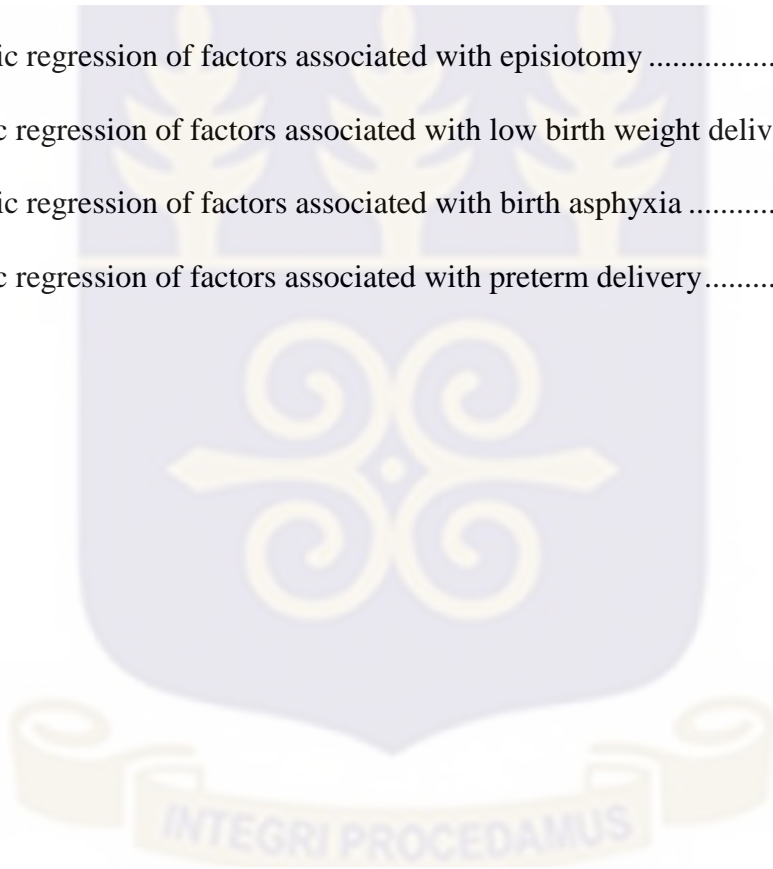 ic regression of factors associated with episiotomy ................
c regression of factors associated with low birth weight deliv
ic regression of factors associated with birth asphyxia ...........
c regression of factors associated with preterm delivery.........
INTEGRI PROCEDAMUS